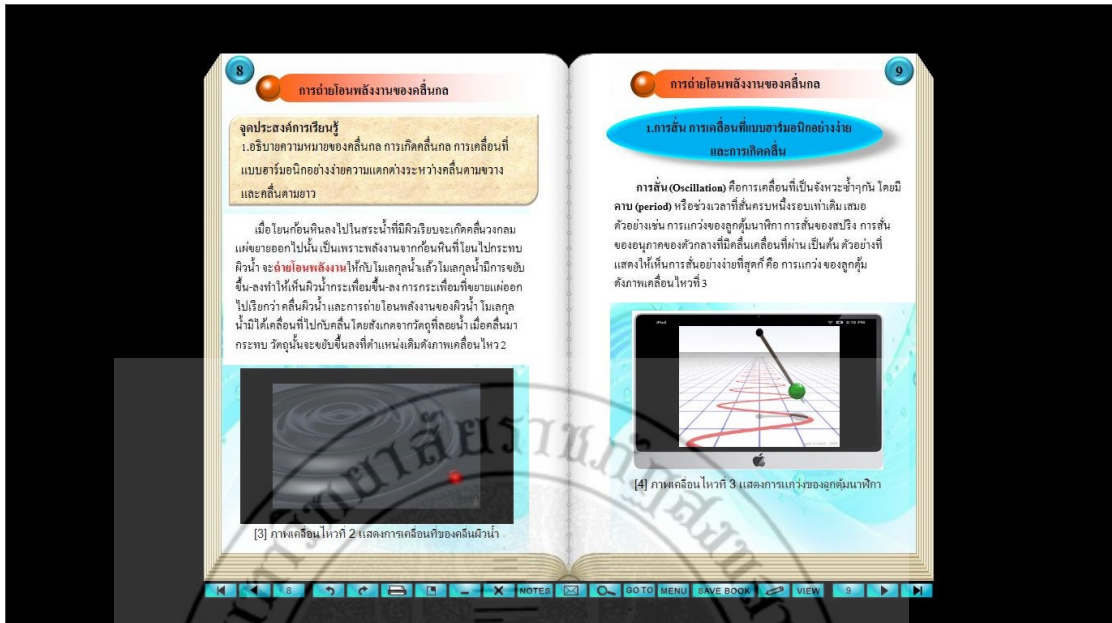 8
การถ่ายโอนพลังงานของคลื่นกล
จุดประสงค์การเรียนรู้
1.อธิบายความหมายของคลื่นกล การเกิดคลื่นกล การเคลื่อนที่
แบบฮาร์มอนิกอย่างง่ายความแตกต่างระหว่างคลื่นตามขวาง
และคลื่นตามยาว
เมื่อโยนก้อนหินลงไปในสระน้ำที่มีผิวเรียบจะเกิดคลื่นวงกลม
แผ่ขยายออกไปนั้น เป็นเพราะพลังงานจากก้อนหินที่โยนไปกระทบ
ผิวน้ำ จะถ่ายโอนพลังงานให้กับโมเลกุลน้ำแล้วโมเลกุลน้ำมีการขยับ
ขึ้น-ลงทำให้เห็นผิวน้ำกระเพื่อมขึ้น-ลง การกระเพื่อมที่ขยายแผ่ออก
ไปเรียกว่า คลื่นผิวน้ำ และการถ่ายโอนพลังงานของผิวน้ำ โมเลกุล
น้ำมิได้เคลื่อนที่ไปกับคลื่น โดยสังเกตจากวัตถุที่ลอยน้ำ เมื่อคลื่นมา
กระทบ วัตถุนั้นจะขยับขึ้นลงที่ตำแหน่งเดิมดังภาพเคลื่อนไหว 2
[3] ภาพเคลื่อนไหวที่ 2 แสดงการเคลื่อนที่ของคลื่นผิวน้ำ
9
การถ่ายโอนพลังงานของคลื่นกล
1.การสั่น การเคลื่อนที่แบบฮาร์มอนิกอย่างง่าย
และการเกิดคลื่น
การสั่น (Oscillation) คือการเคลื่อนที่เป็นจังหวะซ้ำๆกัน โดยมี
คาบ (period) หรือช่วงเวลาที่สั่นครบหนึ่งรอบเท่าเดิม เสมอ
ตัวอย่างเช่น การแกว่งของลูกตุ้มนาฬิกา การสั่นของสปริง การสั่น
ของอนุภาคของตัวกลางที่มีคลื่นเคลื่อนที่ผ่าน เป็นต้น ตัวอย่างที่
แสดงให้เห็นการสั่นอย่างง่ายที่สุดก็ คือ การแกว่ง ของลูกตุ้ม
ดังภาพเคลื่อนไหวที่ 3
iPod
[4] ภาพเคลื่อนไหวที่ 3 แสดงการแกว่งของลูกตุ้มนาฬิกา
8 NOTES GO TO MENU SAVE BOOK VIEW 9